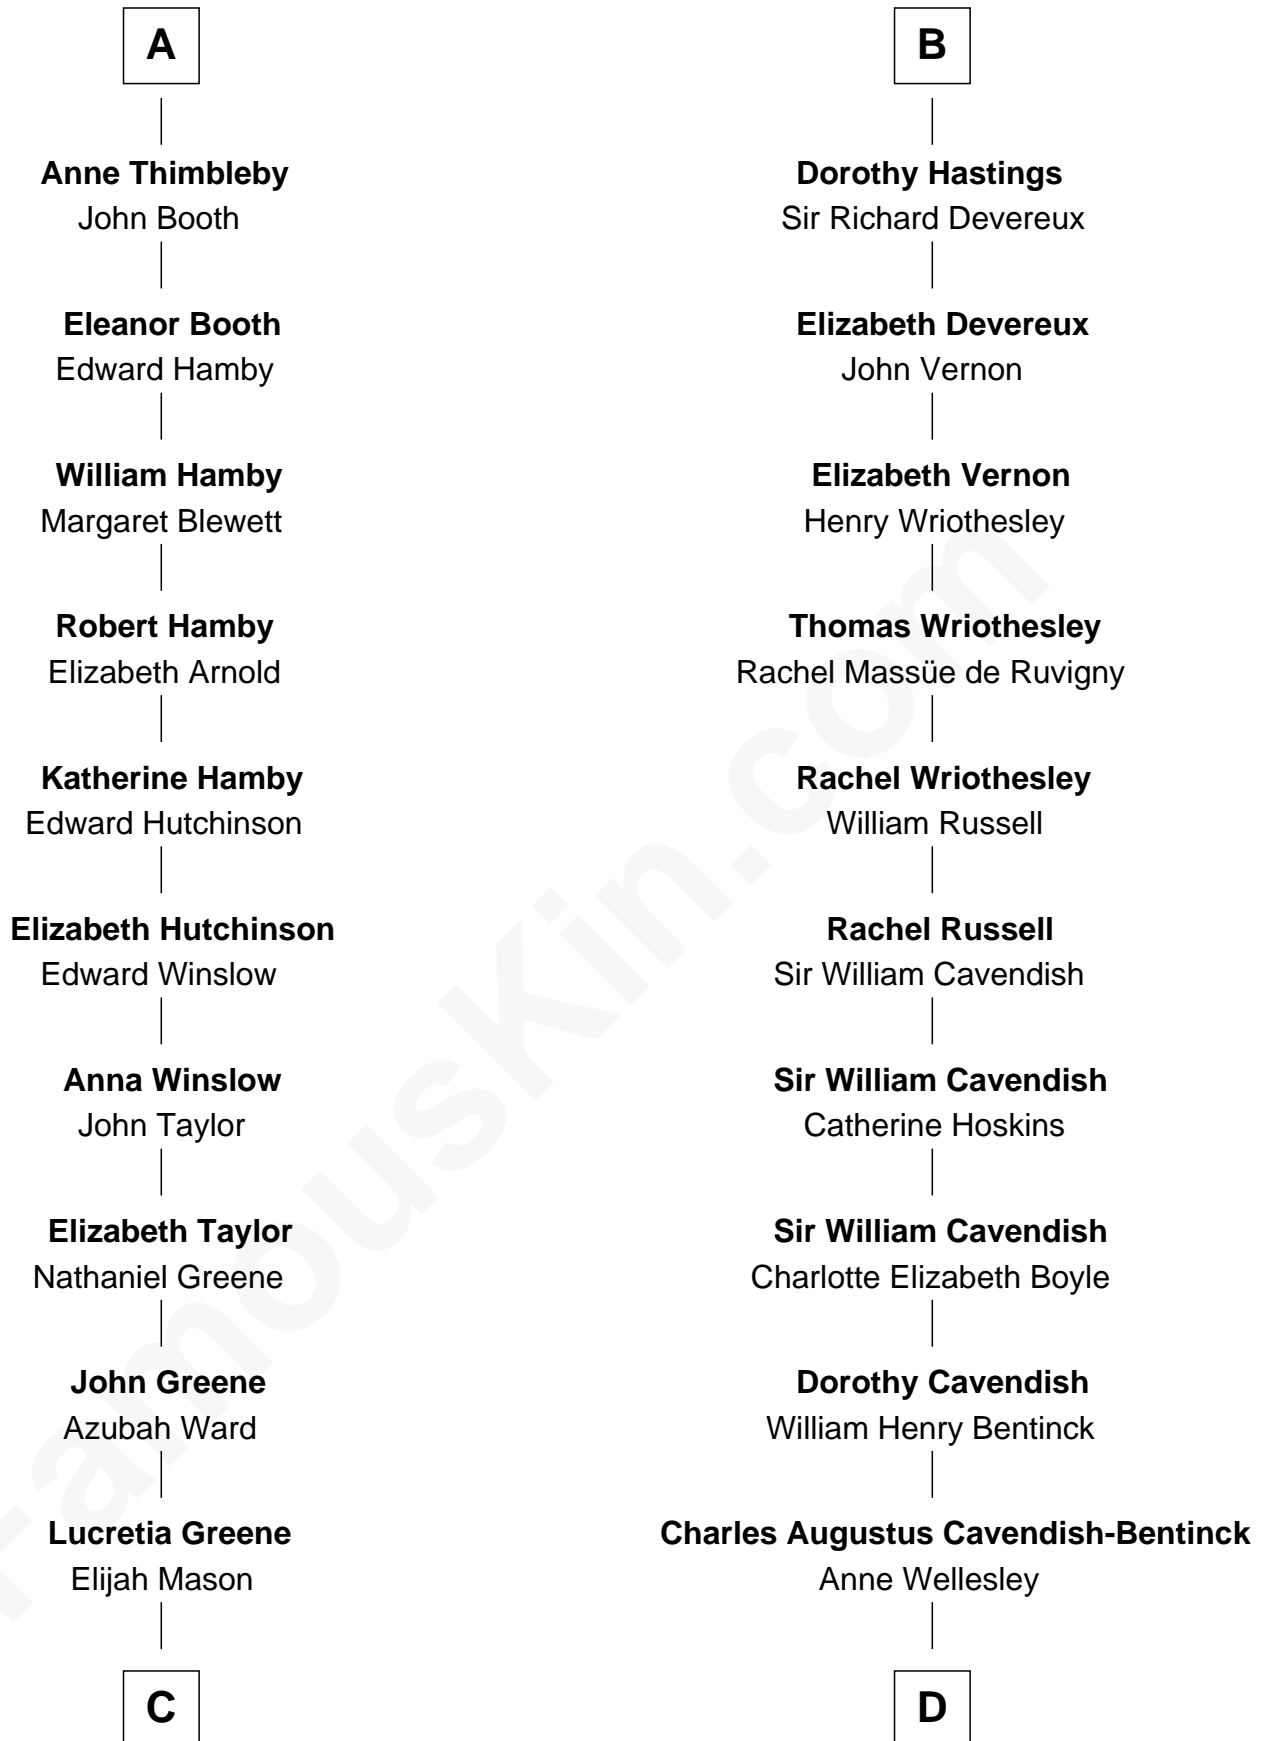 A
Anne Thimbleby
John Booth
Eleanor Booth
Edward Hamby
William Hamby
Margaret Blewett
Robert Hamby
Elizabeth Arnold
Katherine Hamby
Edward Hutchinson
Elizabeth Hutchinson
Edward Winslow
Anna Winslow
John Taylor
Elizabeth Taylor
Nathaniel Greene
John Greene
Azubah Ward
Lucretia Greene
Elijah Mason
C
B
Dorothy Hastings
Sir Richard Devereux
Elizabeth Devereux
John Vernon
Elizabeth Vernon
Henry Wriothesley
Thomas Wriothesley
Rachel Massüe de Ruvigny
Rachel Wriothesley
William Russell
Rachel Russell
Sir William Cavendish
Sir William Cavendish
Catherine Hoskins
Sir William Cavendish
Charlotte Elizabeth Boyle
Dorothy Cavendish
William Henry Bentinck
Charles Augustus Cavendish-Bentinck
Anne Wellesley
D
FamousKin.com